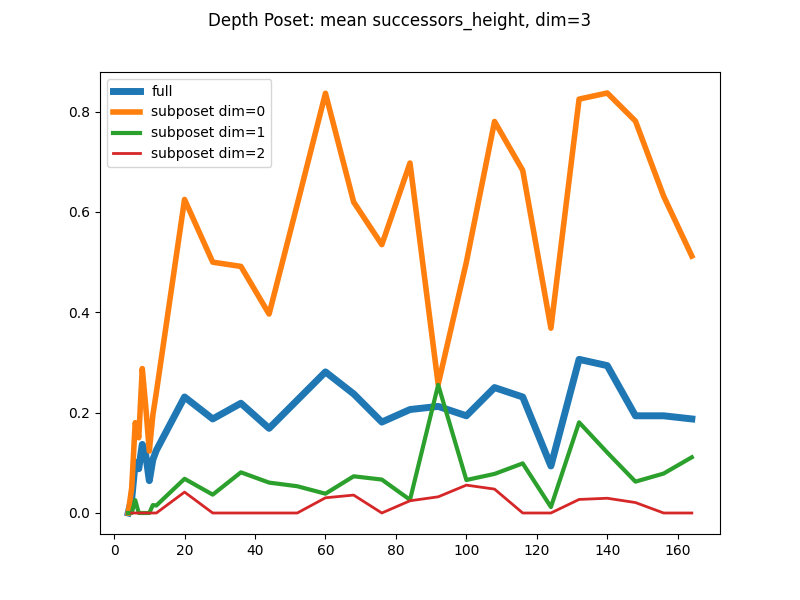 Depth Poset: mean successors_height, dim=3
full
subposet dim=0
subposet dim=1
subposet dim=2
0.8
0.6
0.4
0.2
0.0
0 20 40 60 80 100 120 140 160